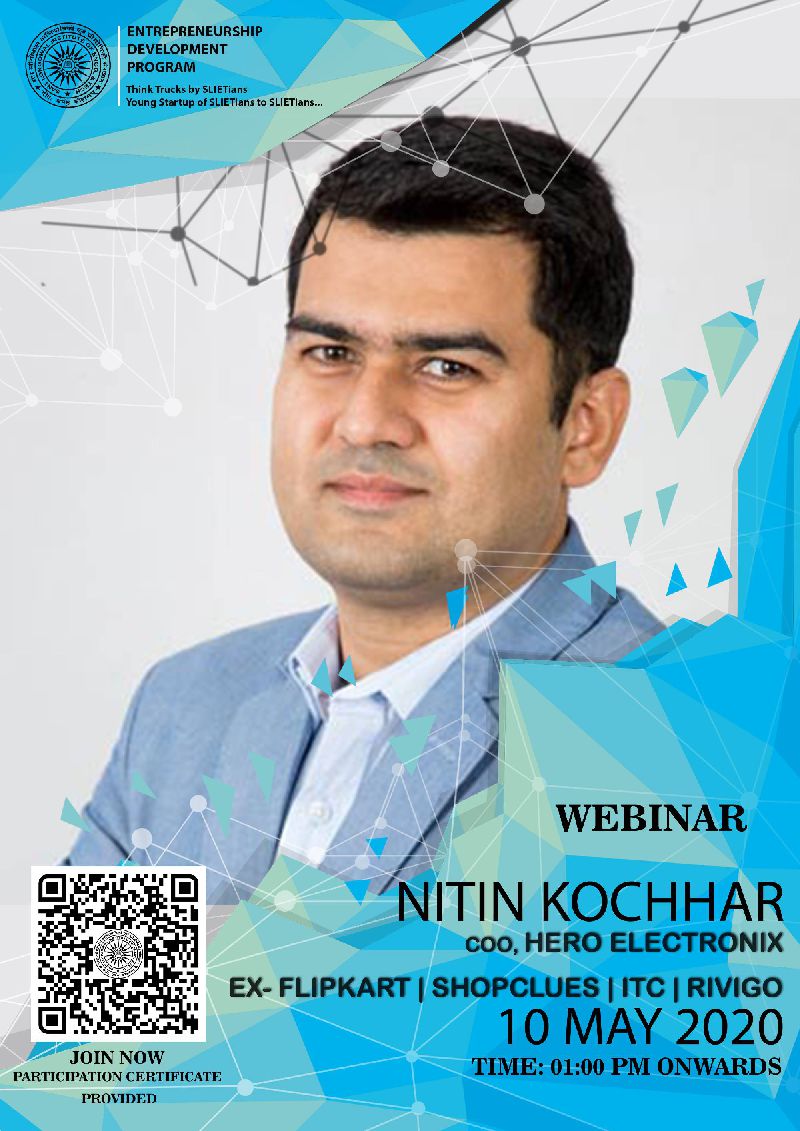 ENTREPRENEURSHIP
DEVELOPMENT
PROGRAM
Think Trucks by SLIETians
Young Startup of SLIETians to SLIETians...
WEBINAR
NITIN KOCHHAR
COO, HERO ELECTRONIX
EX- FLIPKART | SHOPCLUES | ITC | RIVIGO
10 MAY 2020
TIME: 01:00 PM ONWARDS
JOIN NOW
PARTICIPATION CERTIFICATE
PROVIDED